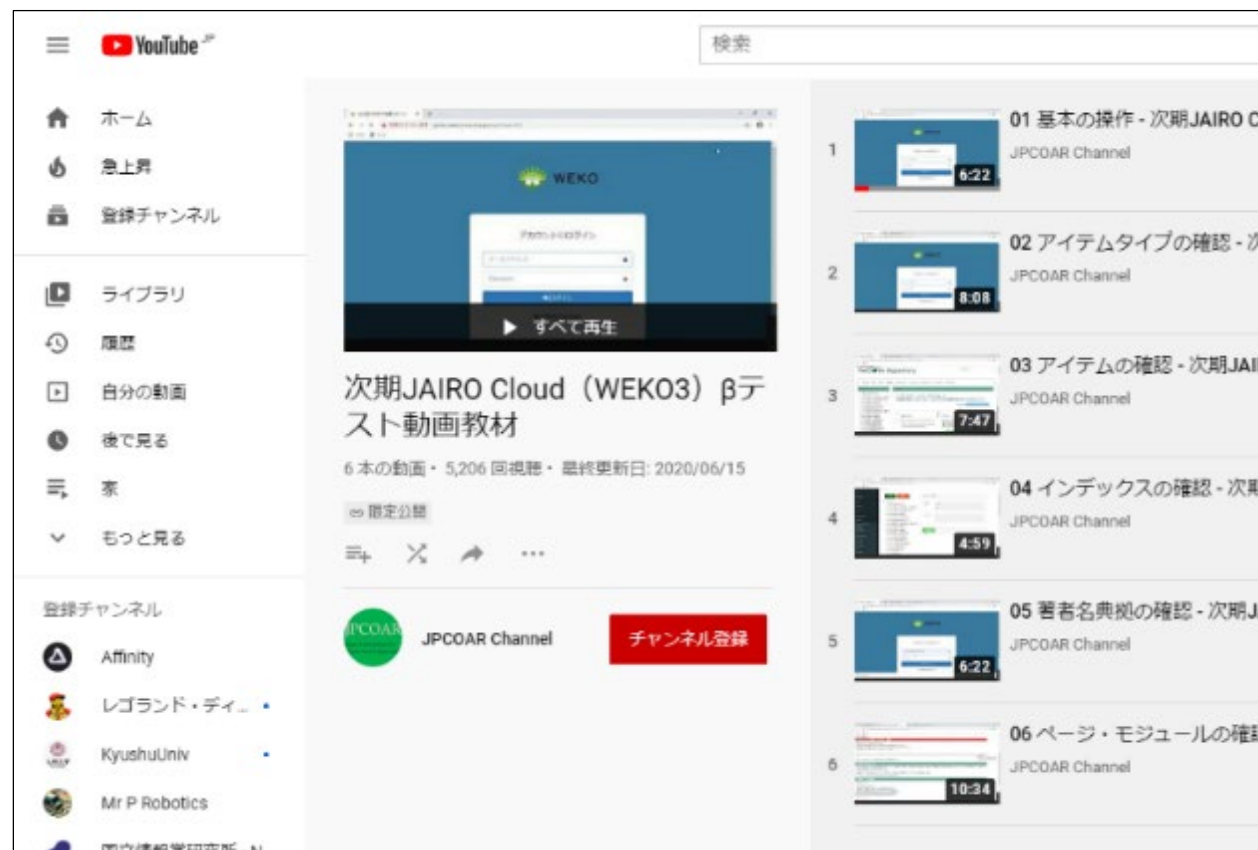 YouTube JP
検索
ホーム
急上昇
登録チャンネル
ライブラリ
履歴
自分の動画
後で見る
家
もっと見る
登録チャンネル
Affinity
レゴランド・ディ...
KyushuUniv
Mr P Robotics
WEKO
すべて再生
次期JAIRO Cloud（WEKO3）βテ
スト動画教材
6 本の動画・ 5,206 回視聴・ 最終更新日: 2020/06/15
限定公開
JPCOAR
JPCOAR Channel
チャンネル登録
1
6:22
01 基本の操作 - 次期JAIRO C
JPCOAR Channel
2
8:08
02 アイテムタイプの確認 - 次
JPCOAR Channel
3
7:47
03 アイテムの確認 - 次期JAI
JPCOAR Channel
4
4:59
04 インデックスの確認 - 次期
JPCOAR Channel
5
6:22
05 著者名典拠の確認 - 次期J
JPCOAR Channel
6
10:34
06 ページ・モジュールの確認
JPCOAR Channel